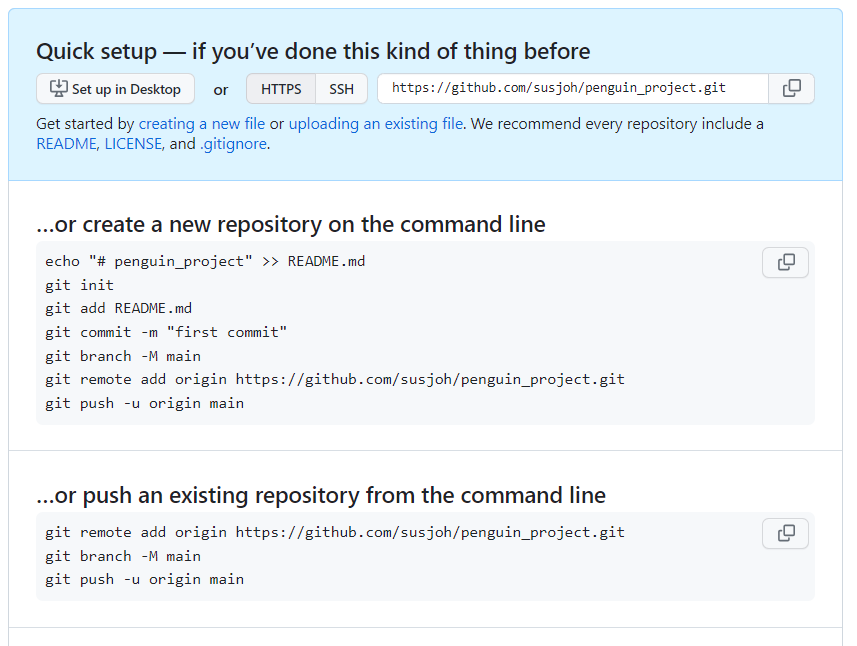 Quick setup — if you’ve done this kind of thing before
Set up in Desktop or HTTPS SSH https://github.com/susjoh/penguin_project.git
Get started by creating a new file or uploading an existing file. We recommend every repository include a
README, LICENSE, and .gitignore.
…or create a new repository on the command line
echo "# penguin_project" >> README.md
git init
git add README.md
git commit -m "first commit"
git branch -M main
git remote add origin https://github.com/susjoh/penguin_project.git
git push -u origin main
…or push an existing repository from the command line
git remote add origin https://github.com/susjoh/penguin_project.git
git branch -M main
git push -u origin main